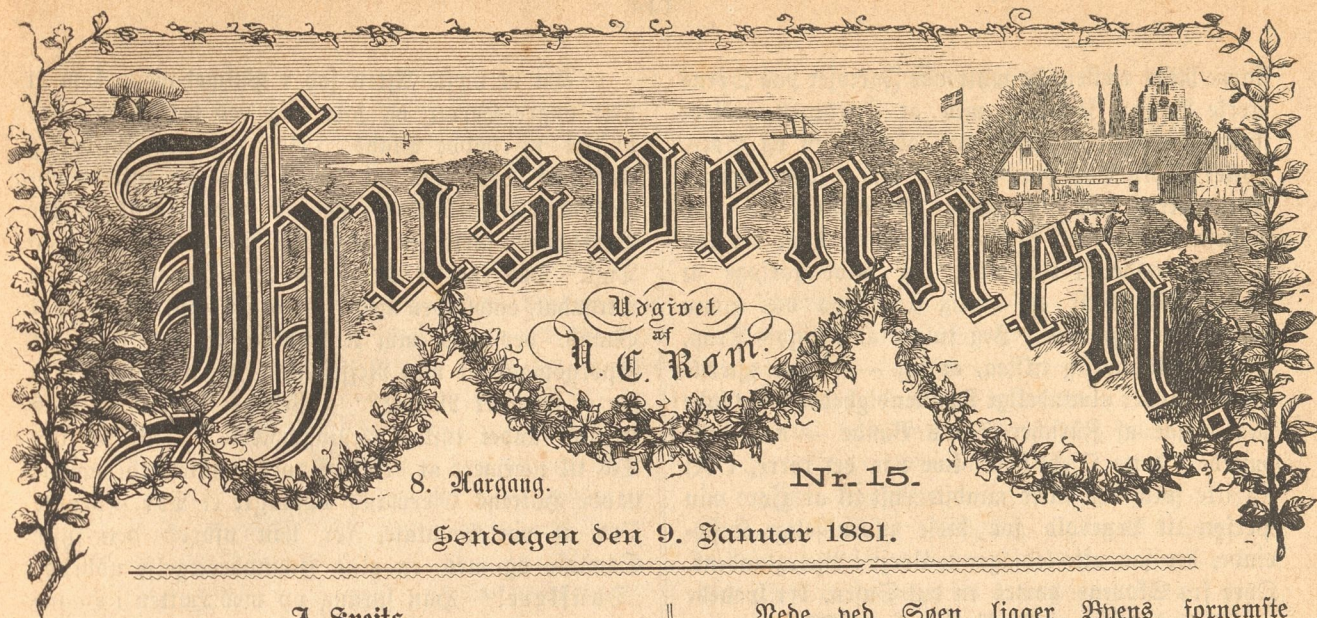 Husvennen.
Udgivet
af
N. C. Rom.
8. Aargang.
Nr. 15.
Søndagen den 9. Januar 1881.
Nede ved Søen ligger Byens fornemste